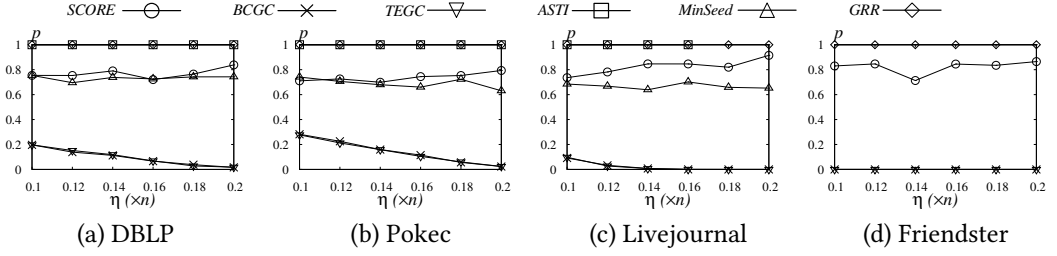 SCORE BCGC TEGC ASTI MinSeed GRR
p p p p
1 1 1 1
0.8 0.8 0.8 0.8
0.6 0.6 0.6 0.6
0.4 0.4 0.4 0.4
0.2 0.2 0.2 0.2
0 0 0 0
0.1 0.12 0.14 0.16 0.18 0.2 0.1 0.12 0.14 0.16 0.18 0.2 0.1 0.12 0.14 0.16 0.18 0.2 0.1 0.12 0.14 0.16 0.18 0.2
η (×n) η (×n) η (×n) η (×n)
(a) DBLP (b) Pokec (c) Livejournal (d) Friendster